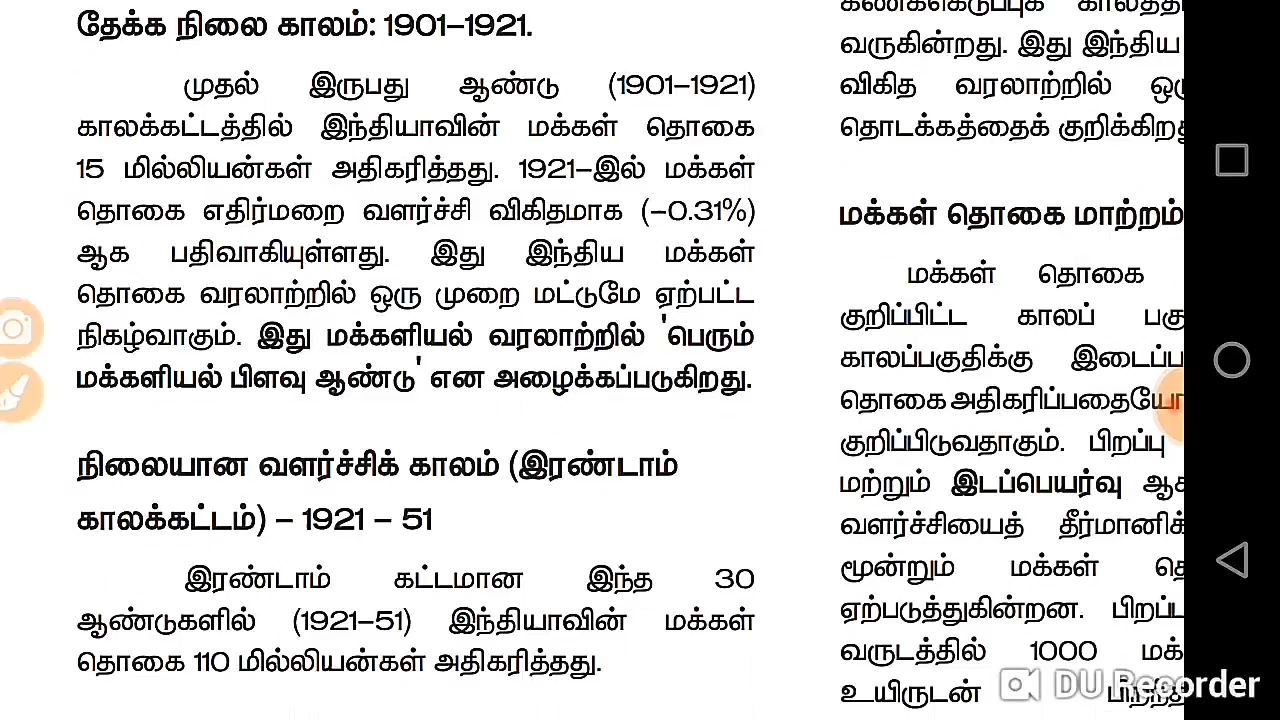 தேக்க நிலை காலம்: 1901–1921.
முதல் இருபது ஆண்டு (1901–1921)
காலக்கட்டத்தில் இந்தியாவின் மக்கள் தொகை
15 மில்லியன்கள் அதிகரித்தது. 1921–இல் மக்கள்
தொகை எதிர்மறை வளர்ச்சி விகிதமாக (–0.31%)
ஆக பதிவாகியுள்ளது. இது இந்திய மக்கள்
தொகை வரலாற்றில் ஒரு முறை மட்டுமே ஏற்பட்ட
நிகழ்வாகும். இது மக்களியல் வரலாற்றில் 'பெரும்
மக்களியல் பிளவு ஆண்டு' என அழைக்கப்படுகிறது.
நிலையான வளர்ச்சிக் காலம் (இரண்டாம்
காலக்கட்டம்) – 1921 – 51
இரண்டாம் கட்டமான இந்த 30
ஆண்டுகளில் (1921–51) இந்தியாவின் மக்கள்
தொகை 110 மில்லியன்கள் அதிகரித்தது.
வருகின்றது. இது இந்திய
விகித வரலாற்றில்
தொடக்கத்தைக்
மக்கள் தொகை மாற்றம்
மக்கள் தொகை
குறிப்பிட்ட காலப்
காலப்பகுதிக்கு
தொகை
குறிப்பிடுவதாகும். பிறப்பு
மற்றும் இடப்பெயர்வு
வளர்ச்சியைத்
மூன்றும் மக்கள்
ஏற்படுத்துகின்றன.
வருடத்தில் 1000
உயிருடன்
DU Recorder